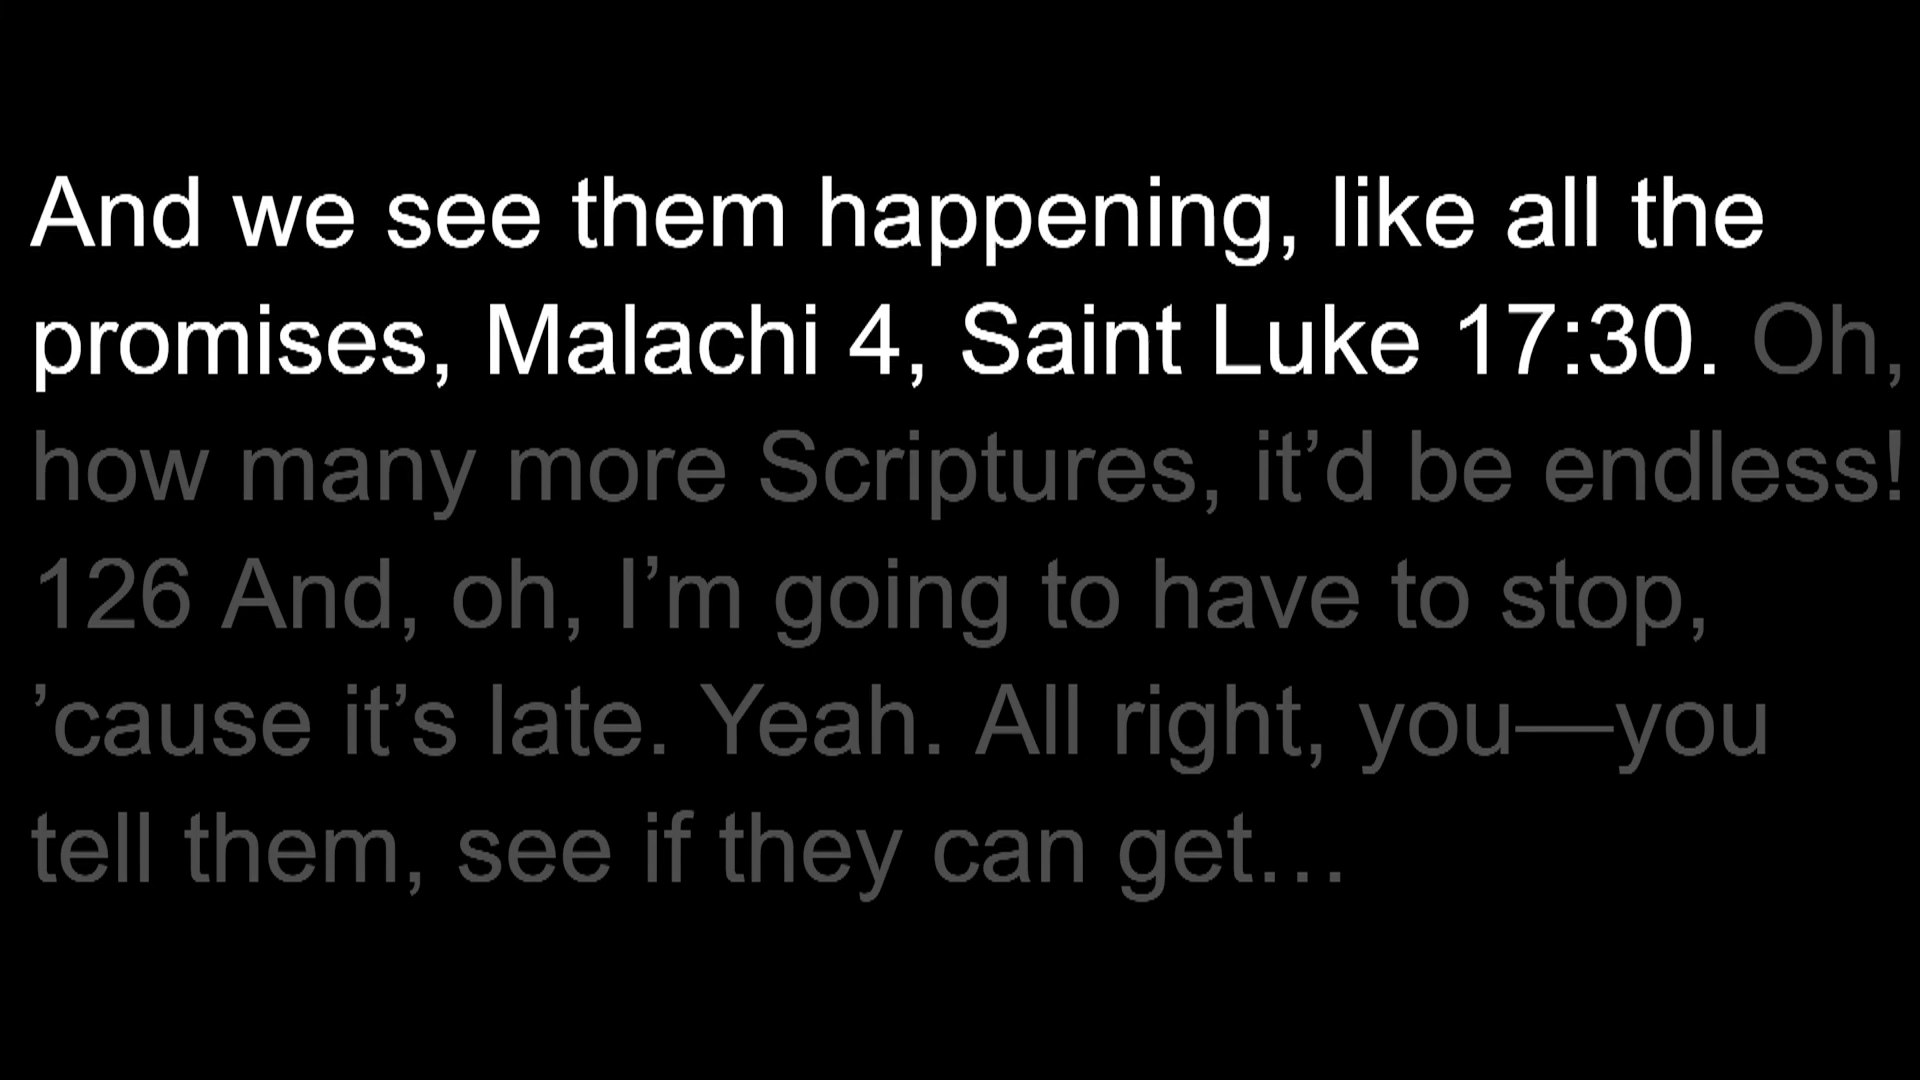 And we see them happening, like all the
promises, Malachi 4, Saint Luke 17:30. Oh,
how many more Scriptures, it’d be endless!
126 And, oh, I’m going to have to stop,
’cause it’s late. Yeah. All right, you—you
tell them, see if they can get…